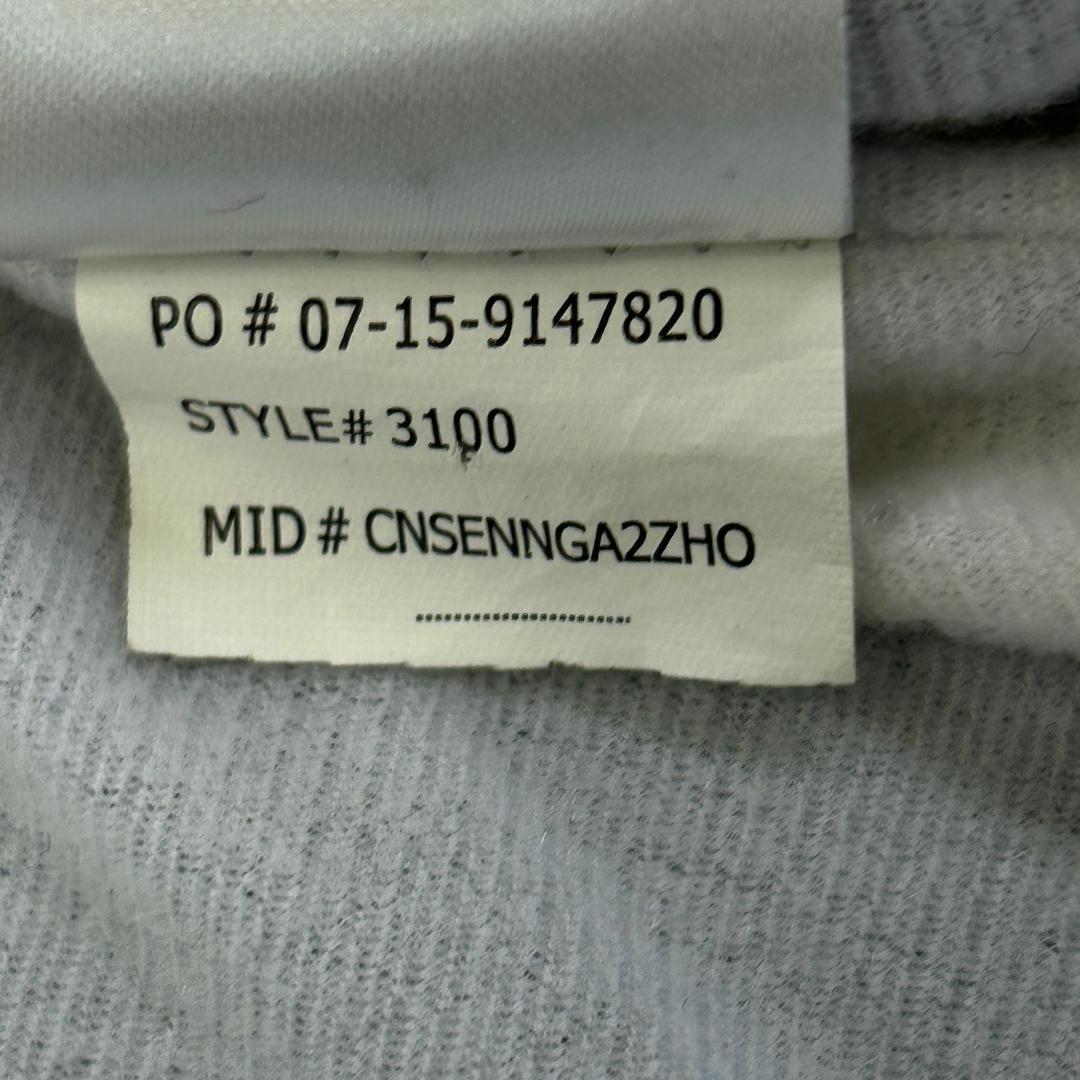 PO # 07-15-9147820
STYLE# 3100
MID # CNSENNGA2ZHO